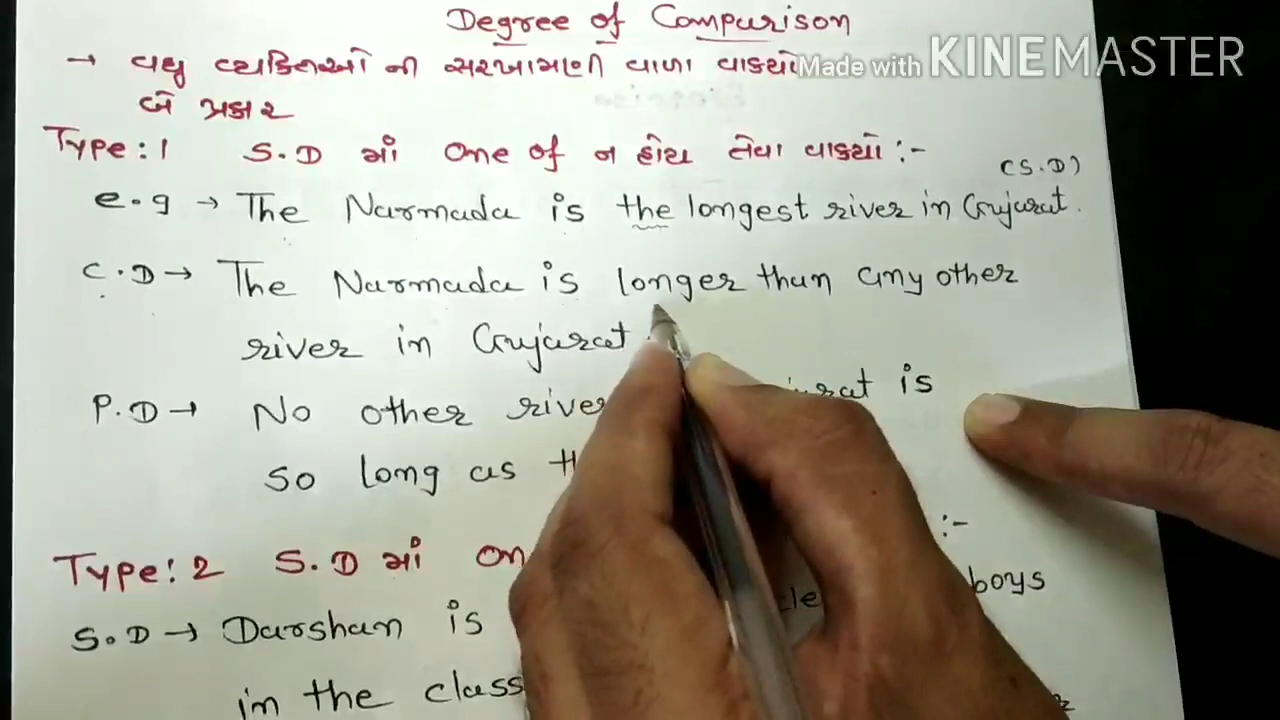 Degree of Comparison
→ વધુ વ્યક્તિઓ ની સરખામણી વાળા વાકયો
Made with KINEMASTER
બે પ્રકાર
Type:1 S.D માં One of ન હોય તેવા વાકયો:-
(S.D)
e.g → The Narmada is the longest river in Gujarat.
C.D → The Narmada is longer than any other
river in Gujarat.
P.D → No other is
so long as
Type:2 S.D માં :-
S.D → Darshan is boys
in the class